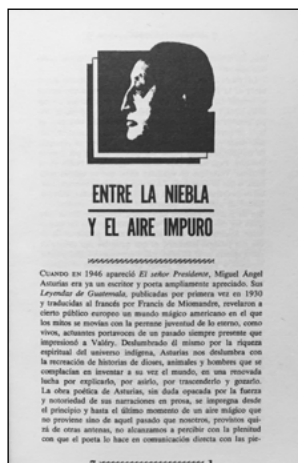 ENTRE LA NIEBLA
Y EL AIRE IMPURO
CUANDO EN 1946 apareció El señor Presidente, Miguel Ángel
Asturias era ya un escritor y poeta ampliamente apreciado. Sus
Leyendas de Guatemala, publicadas por primera vez en 1930
y traducidas al francés por Francis de Miomandre, revelaron a
cierto público europeo un mundo mágico americano en el que
los mitos se movían con la perenne juventud de lo eterno, como
vivos, actuantes portavoces de un pasado siempre presente que
impresionó a Valéry. Deslumbrado él mismo por la riqueza
espiritual del universo indígena, Asturias nos deslumbra con
la recreación de historias de dioses, animales y hombres que se
complacían en inventar a su vez el mundo, en una renovada
lucha por explicarlo, por asirlo, por trascenderlo y gozarlo.
La obra poética de Asturias, sin duda opacada por la fuerza
y notoriedad de sus narraciones en prosa, se impregna desde
el principio y hasta el último momento de un aire mágico que
no proviene sino de aquel pasado que nosotros, provistos qui-
zá de otras antenas, no alcanzamos a percibir con la plenitud
con que el poeta lo hace en comunicación directa con las pie-